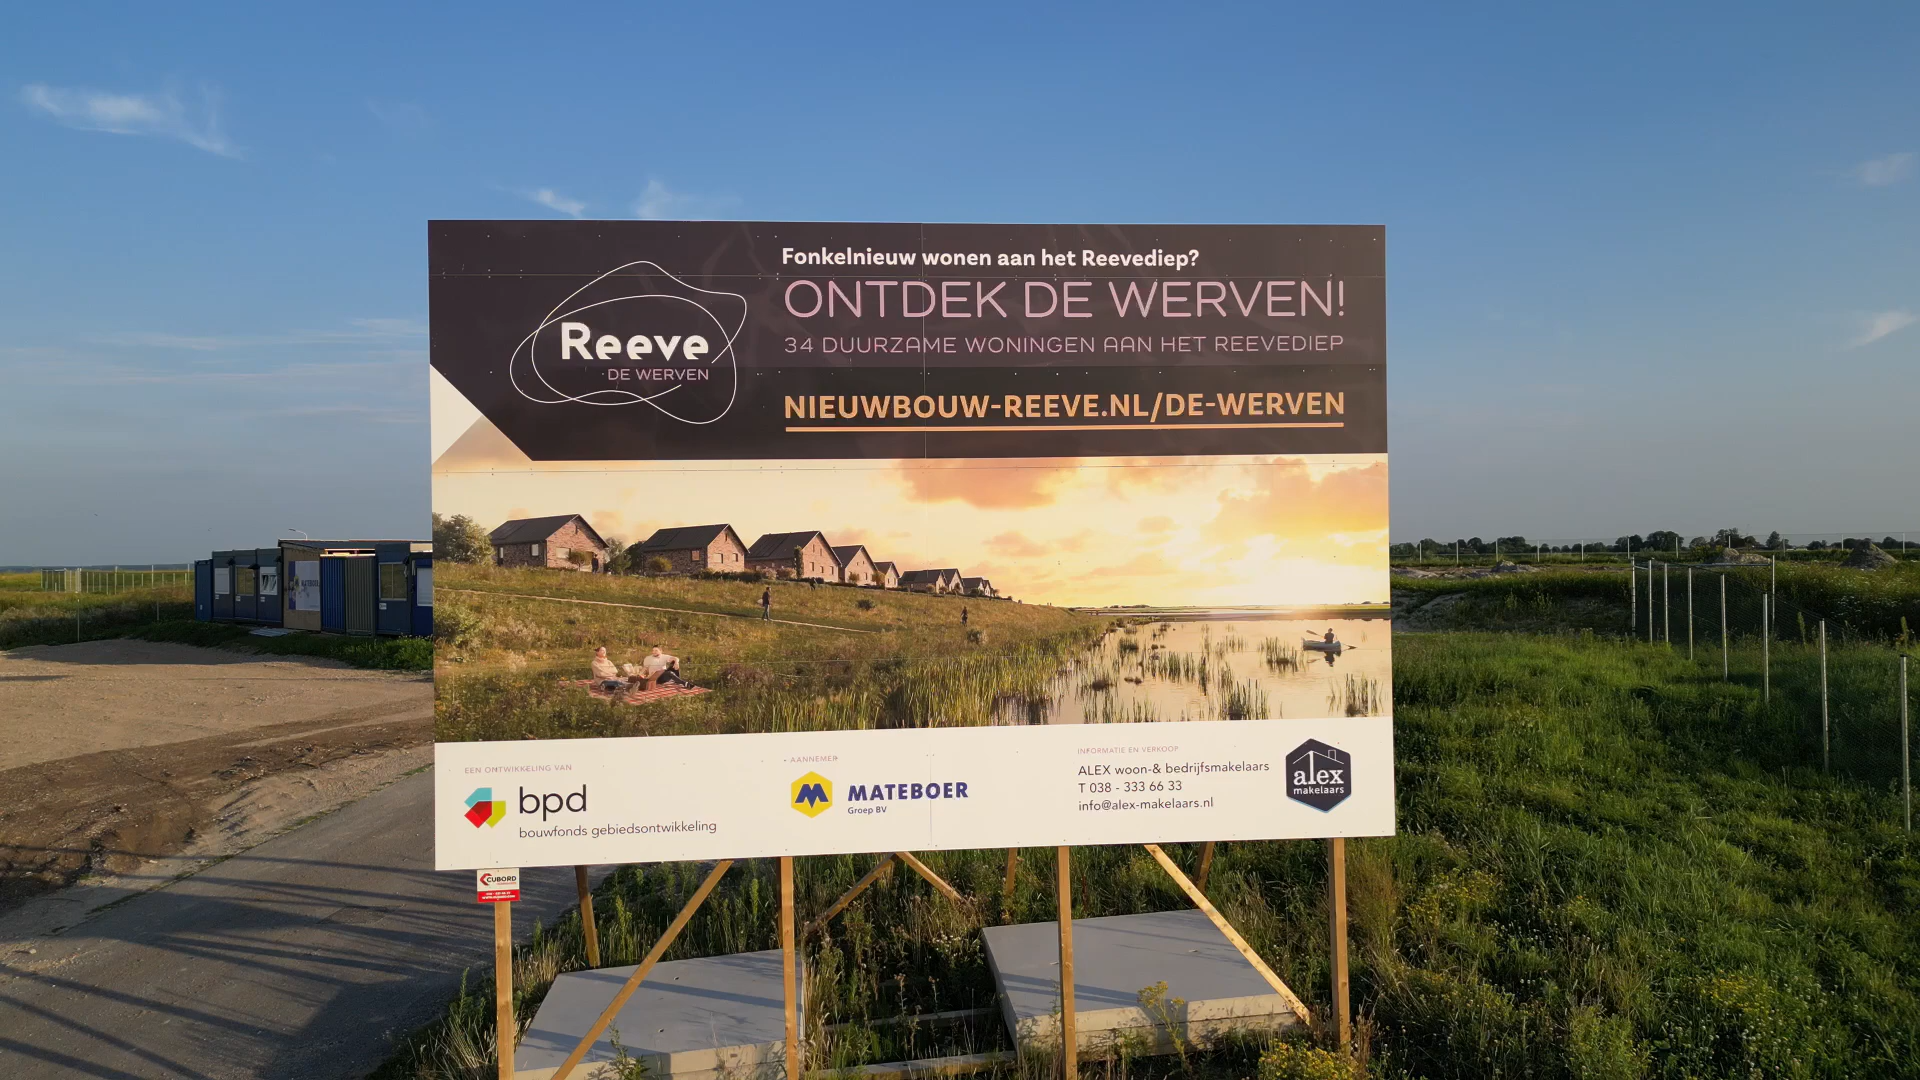 Fonkelnieuw wonen aan het Reevediep?
ONTDEK DE WERVEN!
34 DUURZAME WONINGEN AAN HET REEVEDIEP
NIEUWBOUW-REEVE.NL/DE-WERVEN
Reeve
DE WERVEN
EEN ONTWIKKELING VAN
bpd
bouwfonds gebiedsontwikkeling
AANNEMER
MATEBOER
Groep BV
INFORMATIE EN VERKOOP
ALEX woon-& bedrijfsmakelaars
T 038 - 333 66 33
info@alex-makelaars.nl
alex
makelaars
CUBORD
MATEBOER